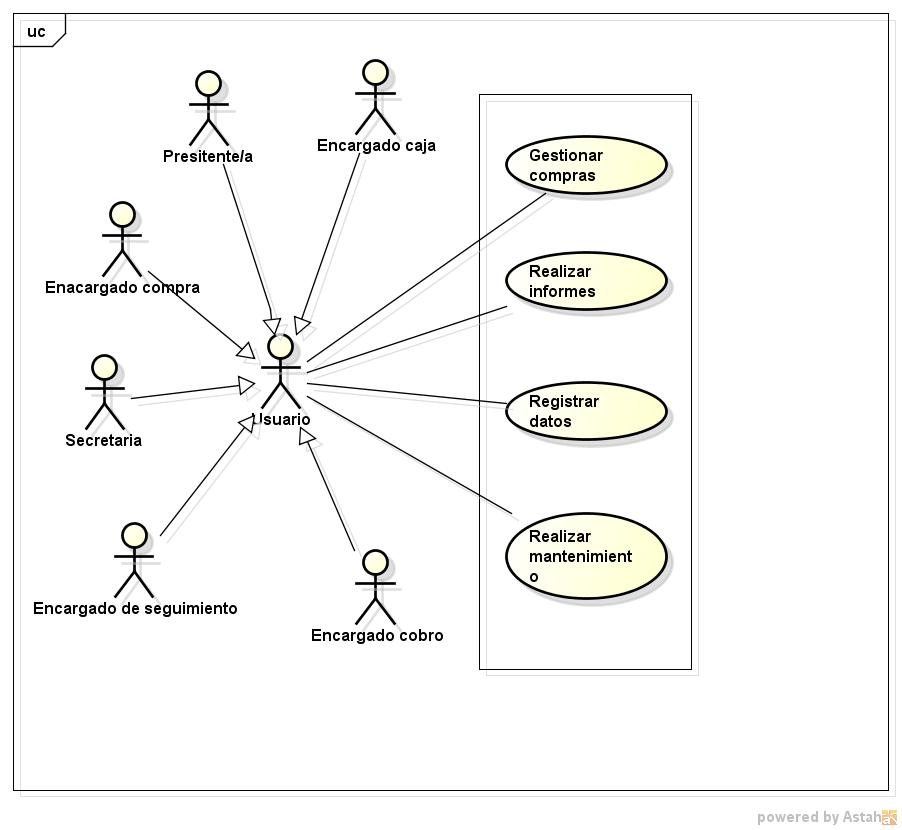 uc
Presitente/a
Encargado caja
Gestionar
compras
Enacargado compra
Realizar
informes
Secretaria
Usuario
Registrar
datos
Encargado de seguimiento
Encargado cobro
Realizar
mantenimient
o
powered by Astah